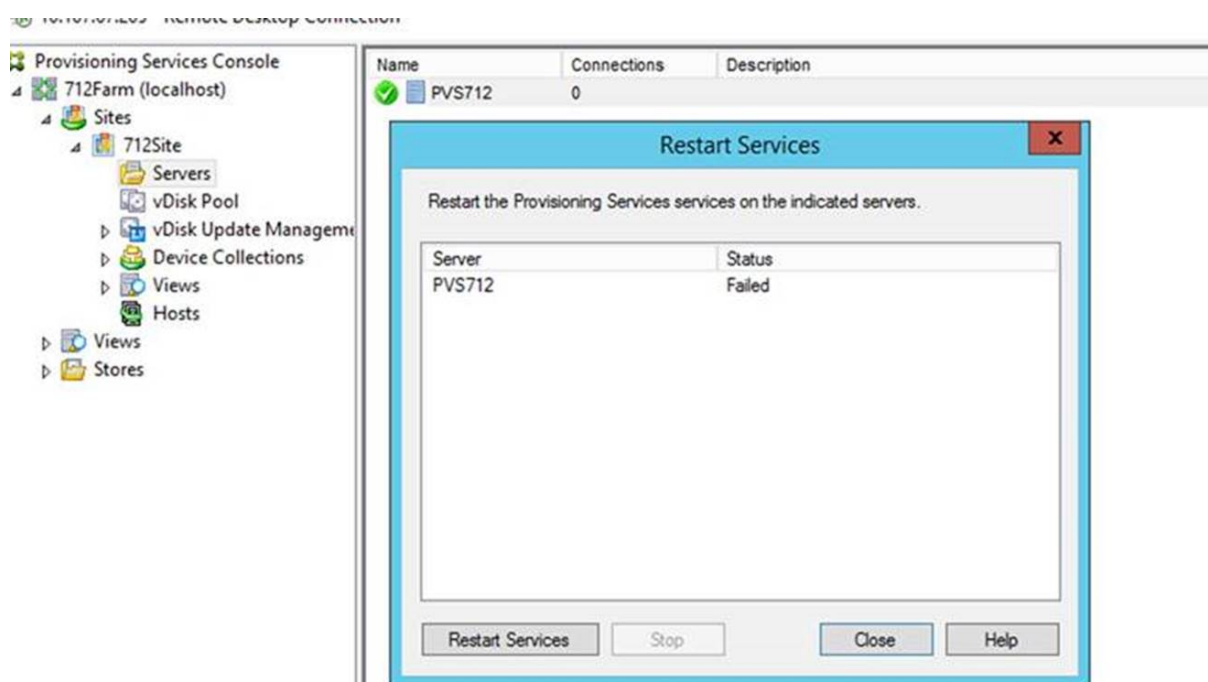 Provisioning Services Console
712Farm (localhost)
Sites
712Site
Servers
vDisk Pool
vDisk Update Manageme
Device Collections
Views
Hosts
Views
Stores
Name Connections Description
PVS712 0
Restart Services
x
Restart the Provisioning Services services on the indicated servers.
Server Status
PVS712 Failed
Restart Services Stop Close Help